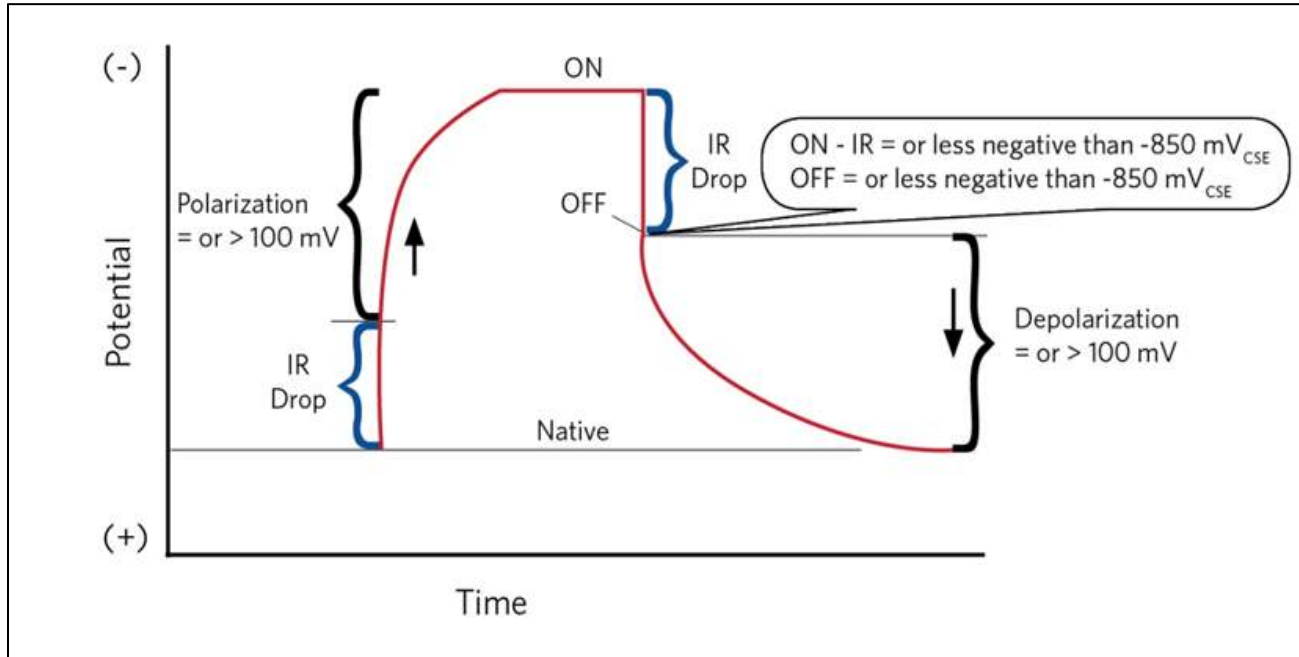 (-)
ON
IR
Drop
ON - IR = or less negative than -850 mVCSE
OFF = or less negative than -850 mVCSE
Polarization
= or > 100 mV
OFF
Potential
Depolarization
= or > 100 mV
IR
Drop
Native
(+)
Time